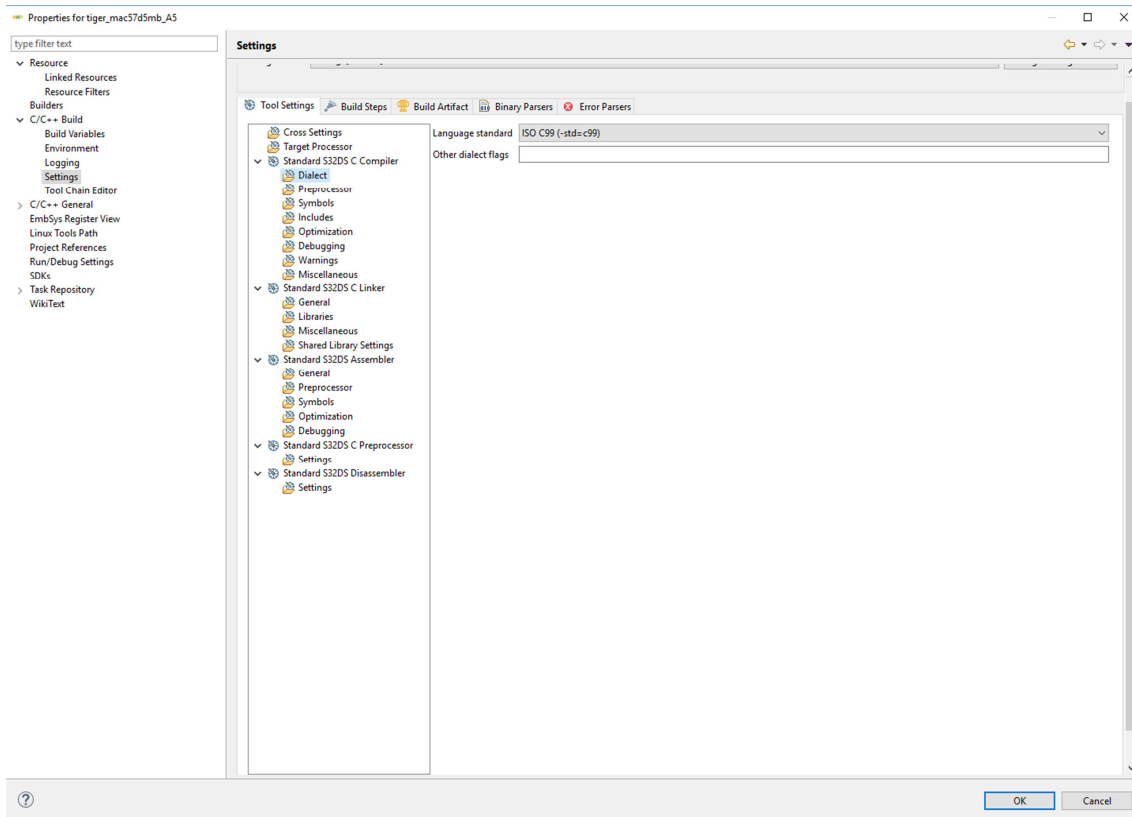 Properties for tiger_mac57d5mb_A5
type filter text
Resource
Linked Resources
Resource Filters
Builders
C/C++ Build
Build Variables
Environment
Logging
Settings
Tool Chain Editor
C/C++ General
EmbSys Register View
Linux Tools Path
Project References
Run/Debug Settings
SDKs
Task Repository
WikiText
Settings
Tool Settings Build Steps Build Artifact Binary Parsers Error Parsers
Cross Settings
Target Processor
Standard S32DS C Compiler
Dialect
Preprocessor
Symbols
Includes
Optimization
Debugging
Warnings
Miscellaneous
Standard S32DS C Linker
General
Libraries
Miscellaneous
Shared Library Settings
Standard S32DS Assembler
General
Preprocessor
Symbols
Optimization
Debugging
Standard S32DS C Preprocessor
Settings
Standard S32DS Disassembler
Settings
Language standard ISO C99 (-std=c99)
Other dialect flags
OK Cancel